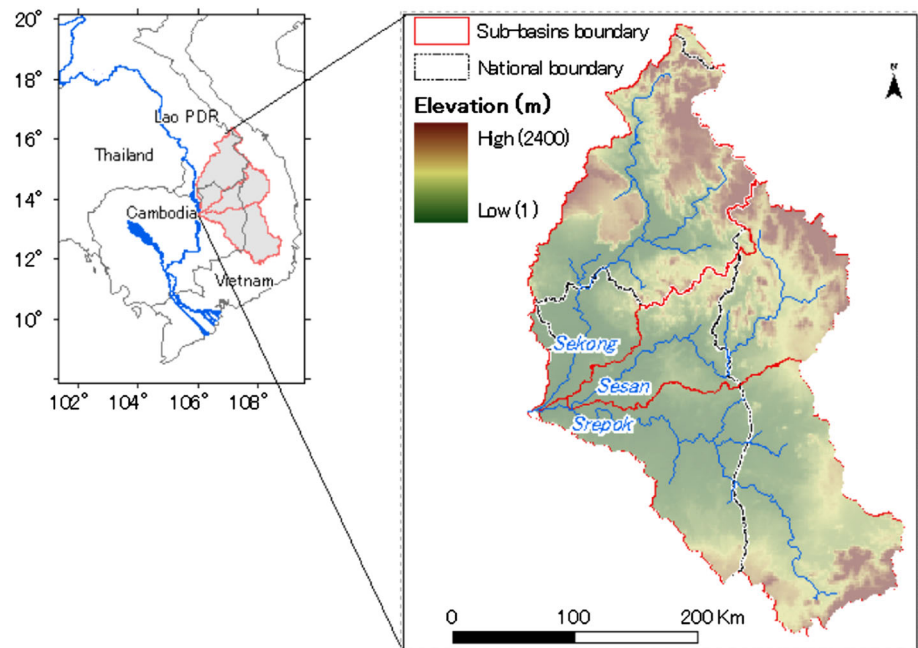 20°
18°
16°
14°
12°
10°
102° 104° 106° 108°
Lao PDR
Thailand
Cambodia
Vietnam
Sub-basins boundary
National boundary
Elevation (m)
High (2400)
Low (1)
N
Sekong
Sesan
Srepok
0 100 200 Km